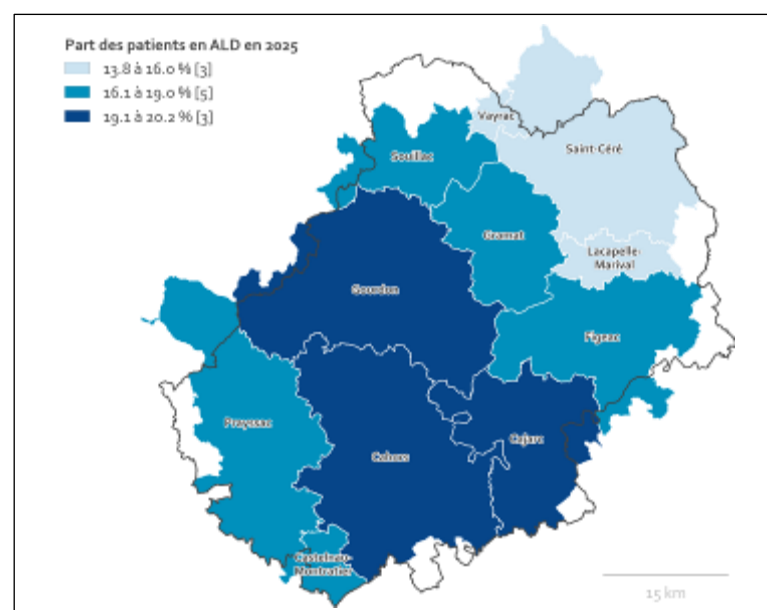 Part des patients en ALD en 2025
13.8 à 16.0 % [3]
16.1 à 19.0 % [5]
19.1 à 20.2 % [3]
Vayrac
Saint-Céré
Souillac
Gramat
Lacapelle-
Marival
Gourdon
Figeac
Prayssac
Cahors
Cajarc
Castelnau-
Montratier
15 km